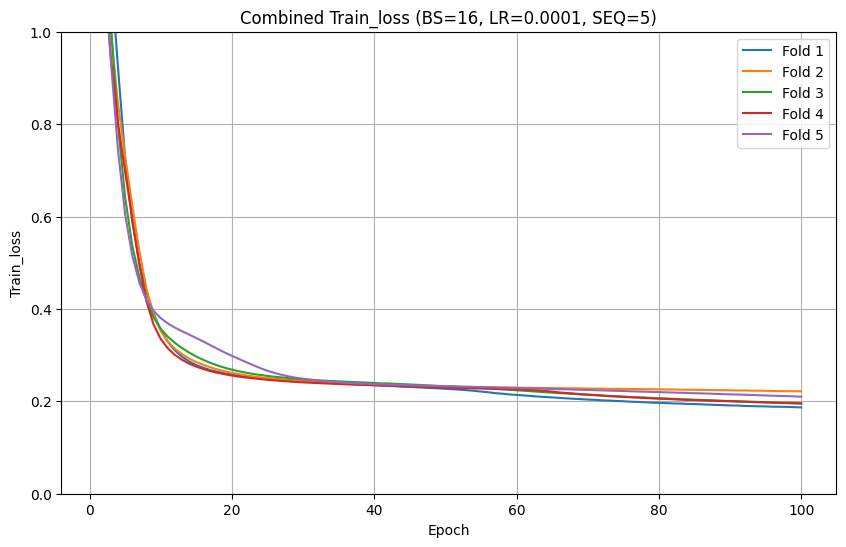 Combined Train_loss (BS=16, LR=0.0001, SEQ=5)
Fold 1
Fold 2
Fold 3
Fold 4
Fold 5
Train_loss
1.0
0.8
0.6
0.4
0.2
0.0
0 20 40 60 80 100
Epoch